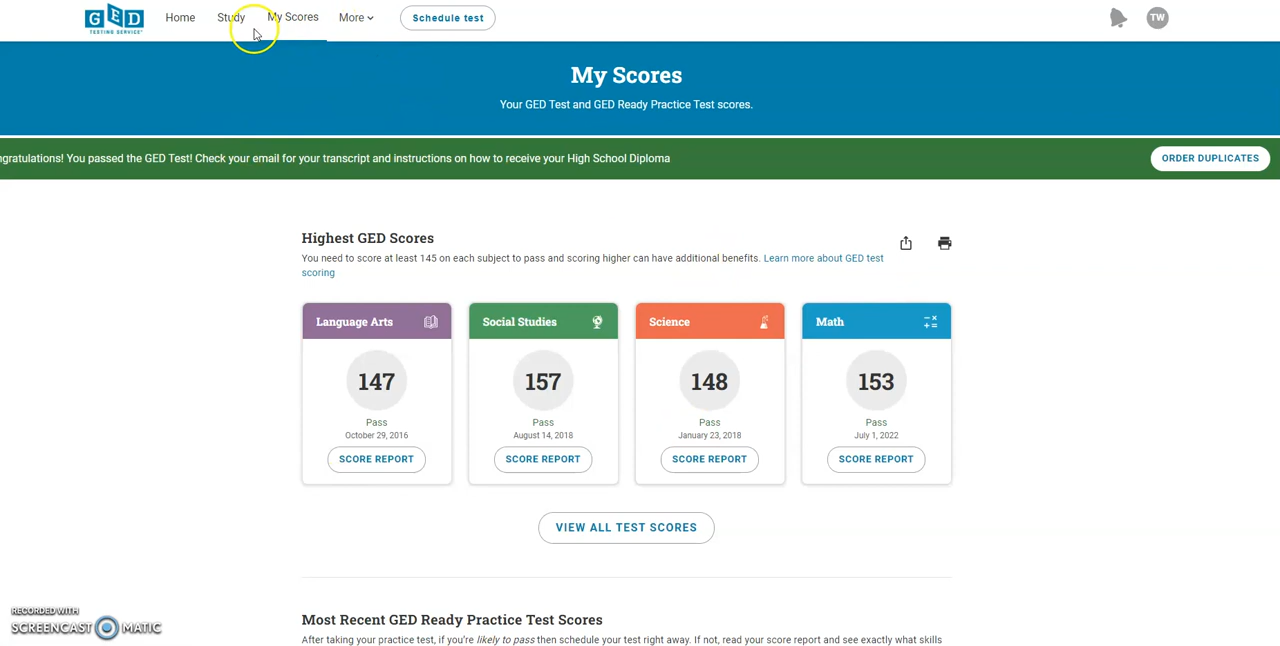 GED
TESTING SERVICE
Home Study My Scores More Schedule test TW
My Scores
Your GED Test and GED Ready Practice Test scores.
ngratulations! You passed the GED Test! Check your email for your transcript and instructions on how to receive your High School Diploma ORDER DUPLICATES
Highest GED Scores
You need to score at least 145 on each subject to pass and scoring higher can have additional benefits. Learn more about GED test
scoring
Language Arts
147
Pass
October 29, 2016
SCORE REPORT
Social Studies
157
Pass
August 14, 2018
SCORE REPORT
Science
148
Pass
January 23, 2018
SCORE REPORT
Math
153
Pass
July 1, 2022
SCORE REPORT
VIEW ALL TEST SCORES
Most Recent GED Ready Practice Test Scores
After taking your practice test, if you're likely to pass then schedule your test right away. If not, read your score report and see exactly what skills
RECORDED WITH
SCREENCAST MATIC